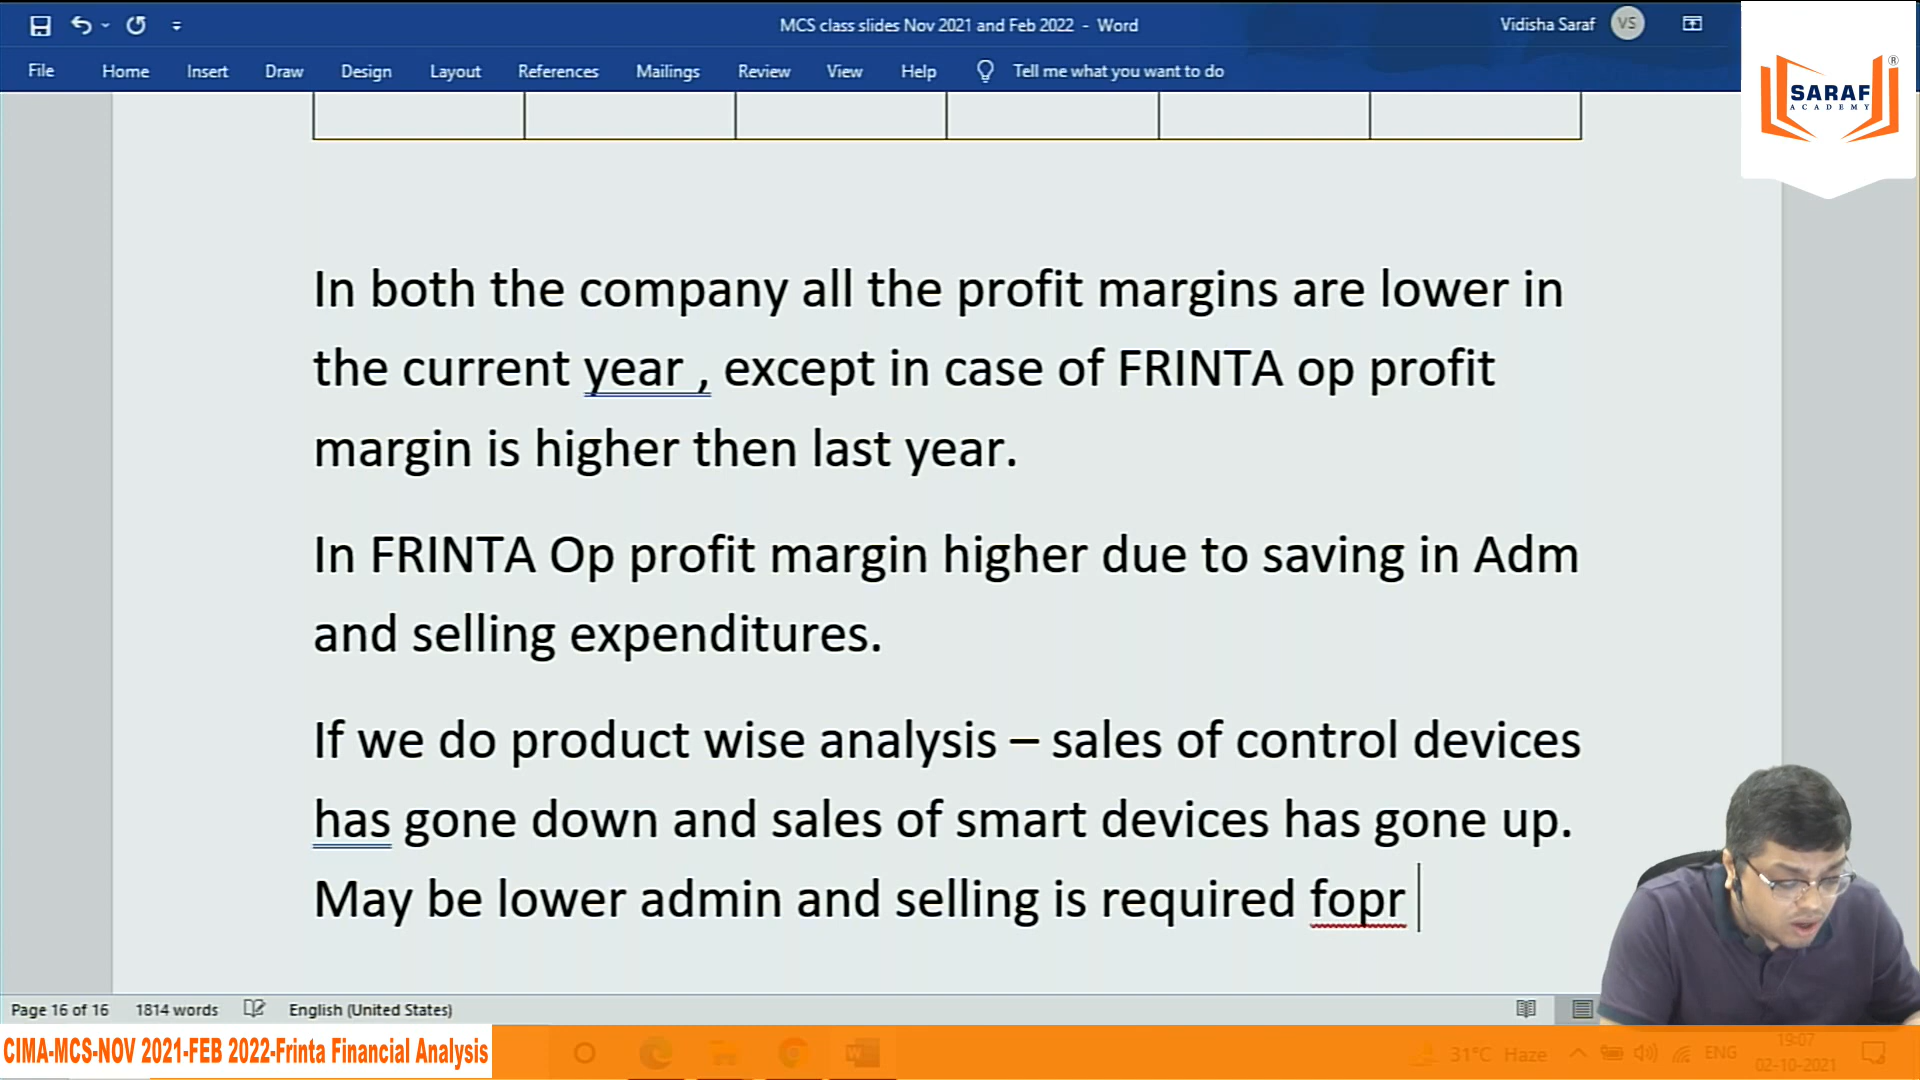 MCS class slides Nov 2021 and Feb 2022 - Word
Vidisha Saraf
VS
File Home Insert Draw Design Layout References Mailings Review View Help Tell me what you want to do
SARAF
ACADEMY
®
In both the company all the profit margins are lower in
the current year , except in case of FRINTA op profit
margin is higher then last year.
In FRINTA Op profit margin higher due to saving in Adm
and selling expenditures.
If we do product wise analysis – sales of control devices
has gone down and sales of smart devices has gone up.
May be lower admin and selling is required fopr
Page 16 of 16 1814 words English (United States)
CIMA-MCS-NOV 2021-FEB 2022-Frinta Financial Analysis
31°C Haze ENG
19:07
02-10-2021